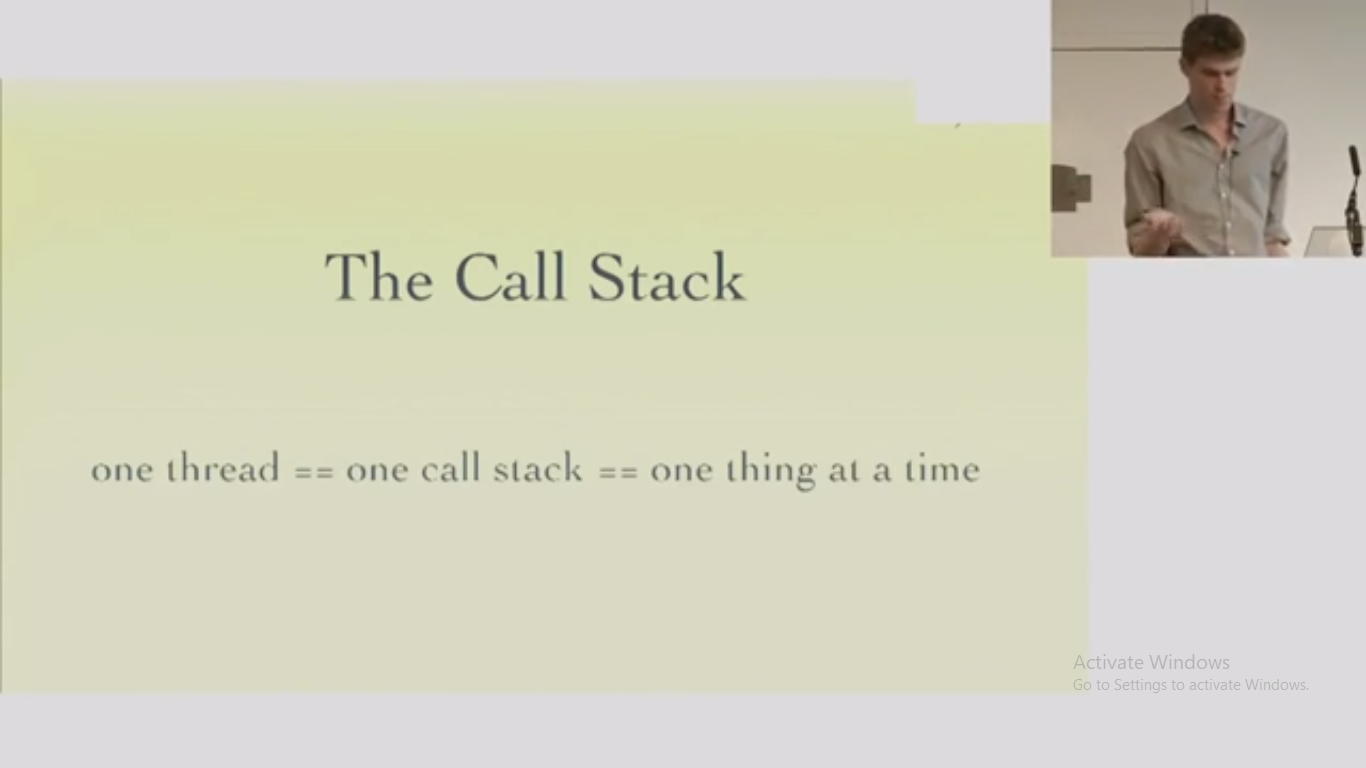 The Call Stack
one thread == one call stack == one thing at a time
Activate Windows
Go to Settings to activate Windows.